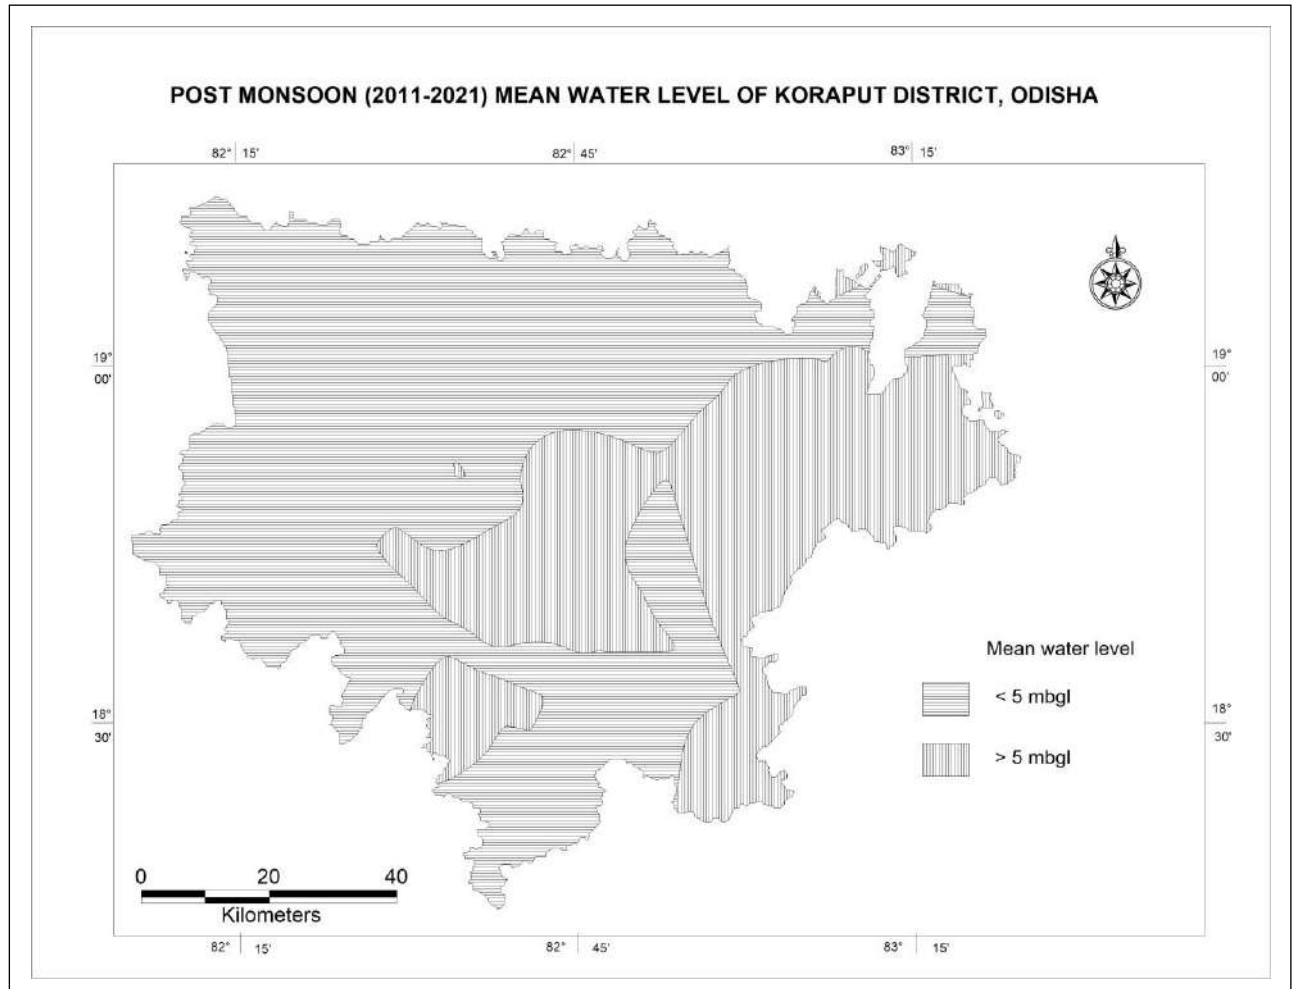 POST MONSOON (2011-2021) MEAN WATER LEVEL OF KORAPUT DISTRICT, ODISHA
82° 15' 82° 45' 83° 15'
19° 19°
00' 00'
Mean water level
< 5 mbgl
18° 18°
30' 30'
> 5 mbgl
0 20 40
Kilometers
82° 15' 82° 45' 83° 15'